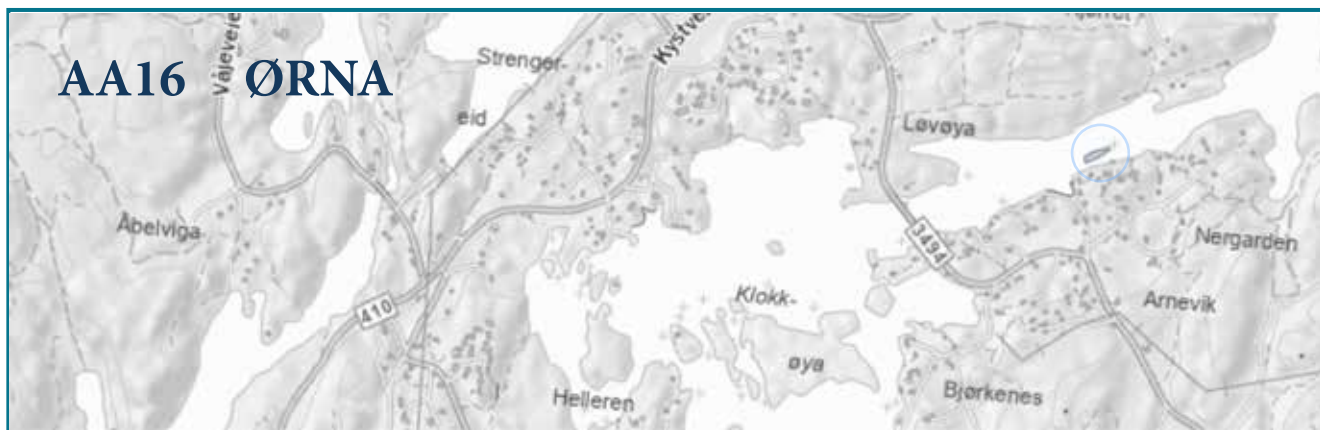 AA16 ØRNA
Våjeveie
Kystve
Strenger-
eid
Løvøya
Åbelviga
3494
Nergarden
Klokk-
øya
Arnevik
410
Helleren
Bjørkenes